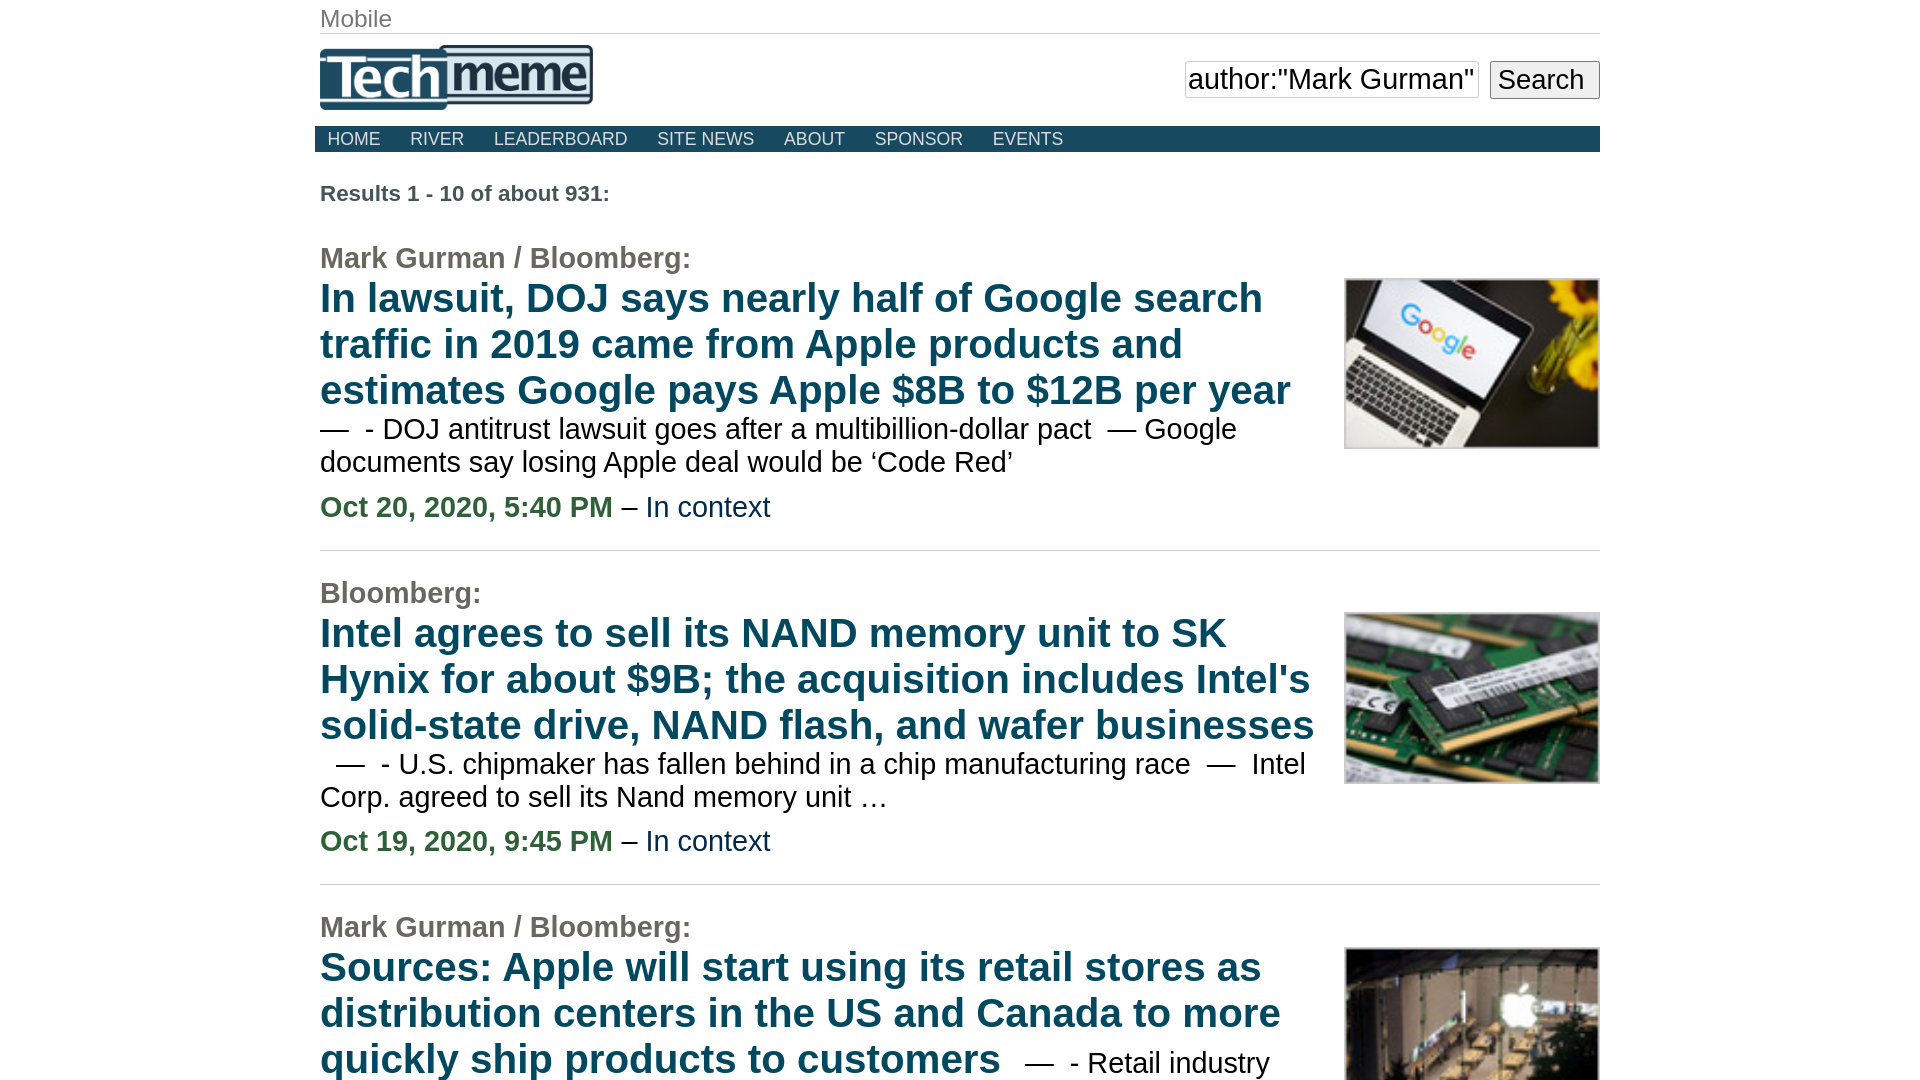 Mobile
Techmeme
author:"Mark Gurman"
Search
HOME RIVER LEADERBOARD SITE NEWS ABOUT SPONSOR EVENTS
Results 1 - 10 of about 931:
Mark Gurman / Bloomberg:
In lawsuit, DOJ says nearly half of Google search
traffic in 2019 came from Apple products and
estimates Google pays Apple $8B to $12B per year
— - DOJ antitrust lawsuit goes after a multibillion-dollar pact — Google
documents say losing Apple deal would be ‘Code Red’
Google
Oct 20, 2020, 5:40 PM – In context
Bloomberg:
Intel agrees to sell its NAND memory unit to SK
Hynix for about $9B; the acquisition includes Intel's
solid-state drive, NAND flash, and wafer businesses
— - U.S. chipmaker has fallen behind in a chip manufacturing race — Intel
Corp. agreed to sell its Nand memory unit …
Oct 19, 2020, 9:45 PM – In context
Mark Gurman / Bloomberg:
Sources: Apple will start using its retail stores as
distribution centers in the US and Canada to more
quickly ship products to customers — - Retail industry